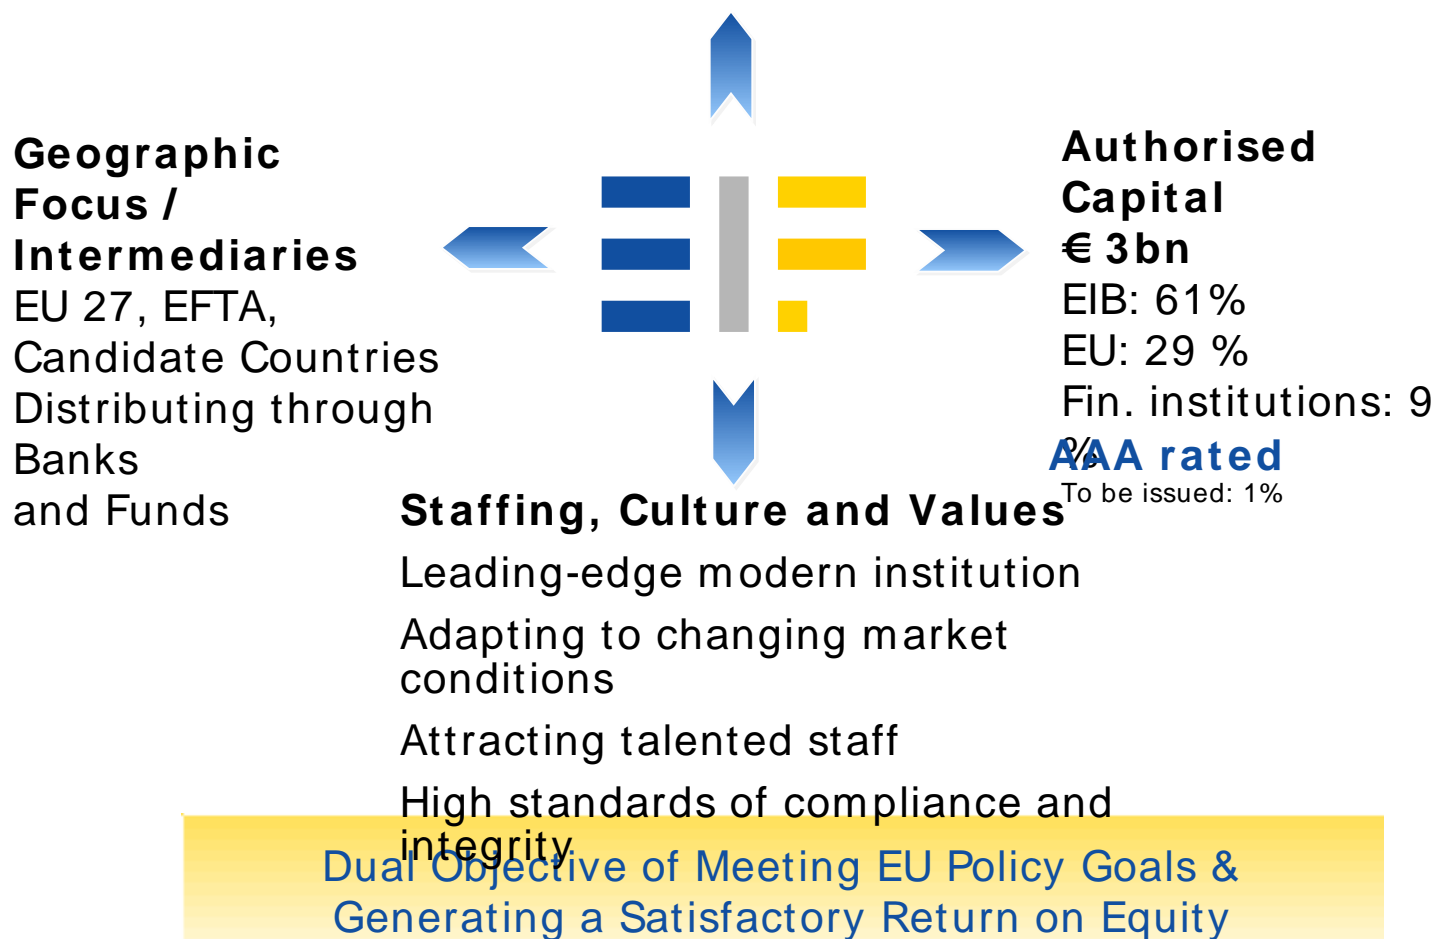 Geographic
Focus /
Intermediaries
EU 27, EFTA,
Candidate Countries
Distributing through
Banks
and Funds
Authorised
Capital
€ 3bn
EIB: 61%
EU: 29 %
Fin. institutions: 9
%
AAA rated
To be issued: 1%
Staffing, Culture and Values
Leading-edge modern institution
Adapting to changing market
conditions
Attracting talented staff
High standards of compliance and
integrity
Dual Objective of Meeting EU Policy Goals &
Generating a Satisfactory Return on Equity